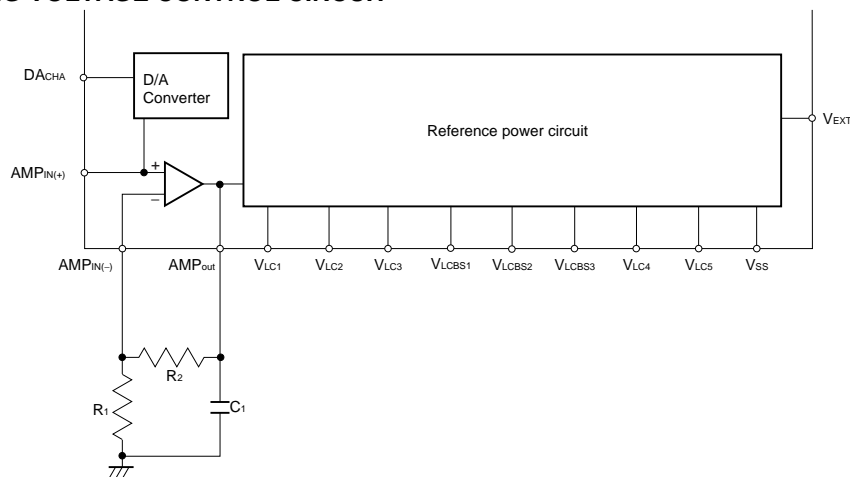 DACHA
D/A
Converter
Reference power circuit
VEXT
AMPIN(+)
+
–
AMPIN(–)
AMPout
VLC1
VLC2
VLC3
VLCBS1
VLCBS2
VLCBS3
VLC4
VLC5
VSS
R2
R1
C1